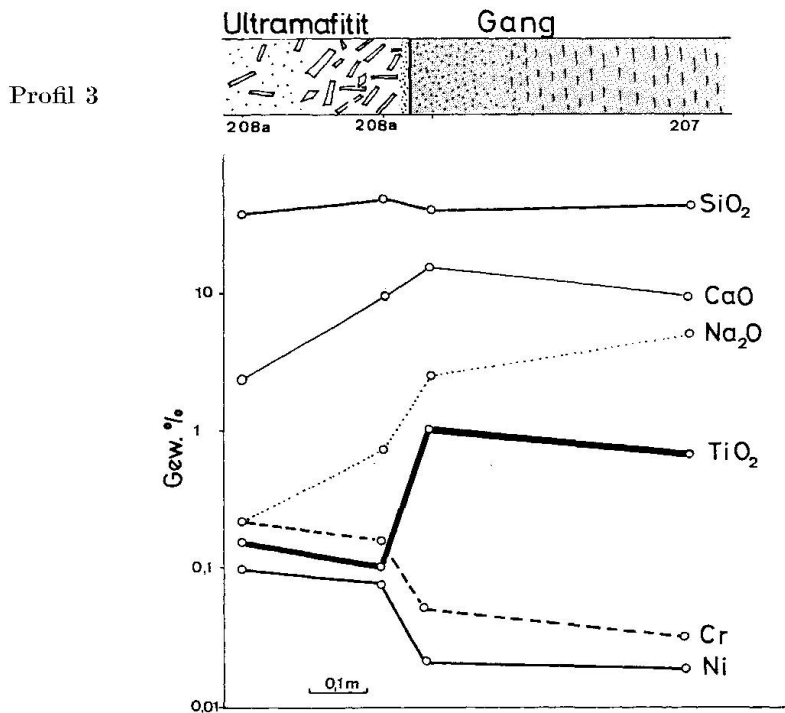 Ultramafitit Gang
Profil 3
208a 208a 207
SiO₂
10
CaO
Na₂O
1
TiO₂
Gew. %
0,1
Cr
Ni
0,1m
0,01